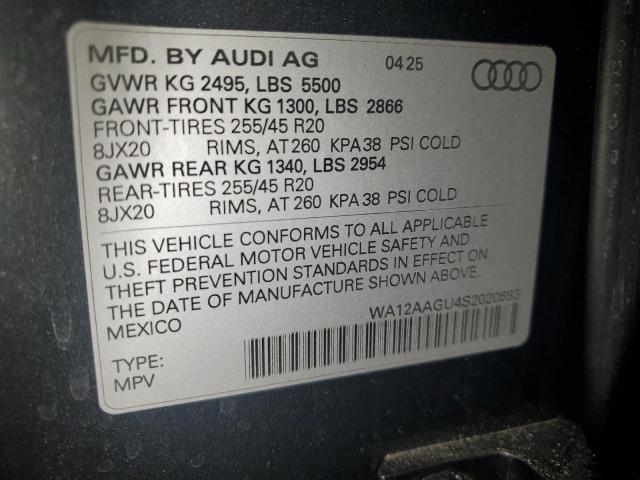 MFD. BY AUDI AG 04 25
GVWR KG 2495, LBS 5500
GAWR FRONT KG 1300, LBS 2866
FRONT-TIRES 255/45 R20
8JX20 RIMS, AT 260 KPA 38 PSI COLD
GAWR REAR KG 1340, LBS 2954
REAR-TIRES 255/45 R20
8JX20 RIMS, AT 260 KPA 38 PSI COLD
THIS VEHICLE CONFORMS TO ALL APPLICABLE
U.S. FEDERAL MOTOR VEHICLE SAFETY AND
THEFT PREVENTION STANDARDS IN EFFECT ON
THE DATE OF MANUFACTURE SHOWN ABOVE.
MEXICO
WA12AAGU4S2020693
TYPE:
MPV